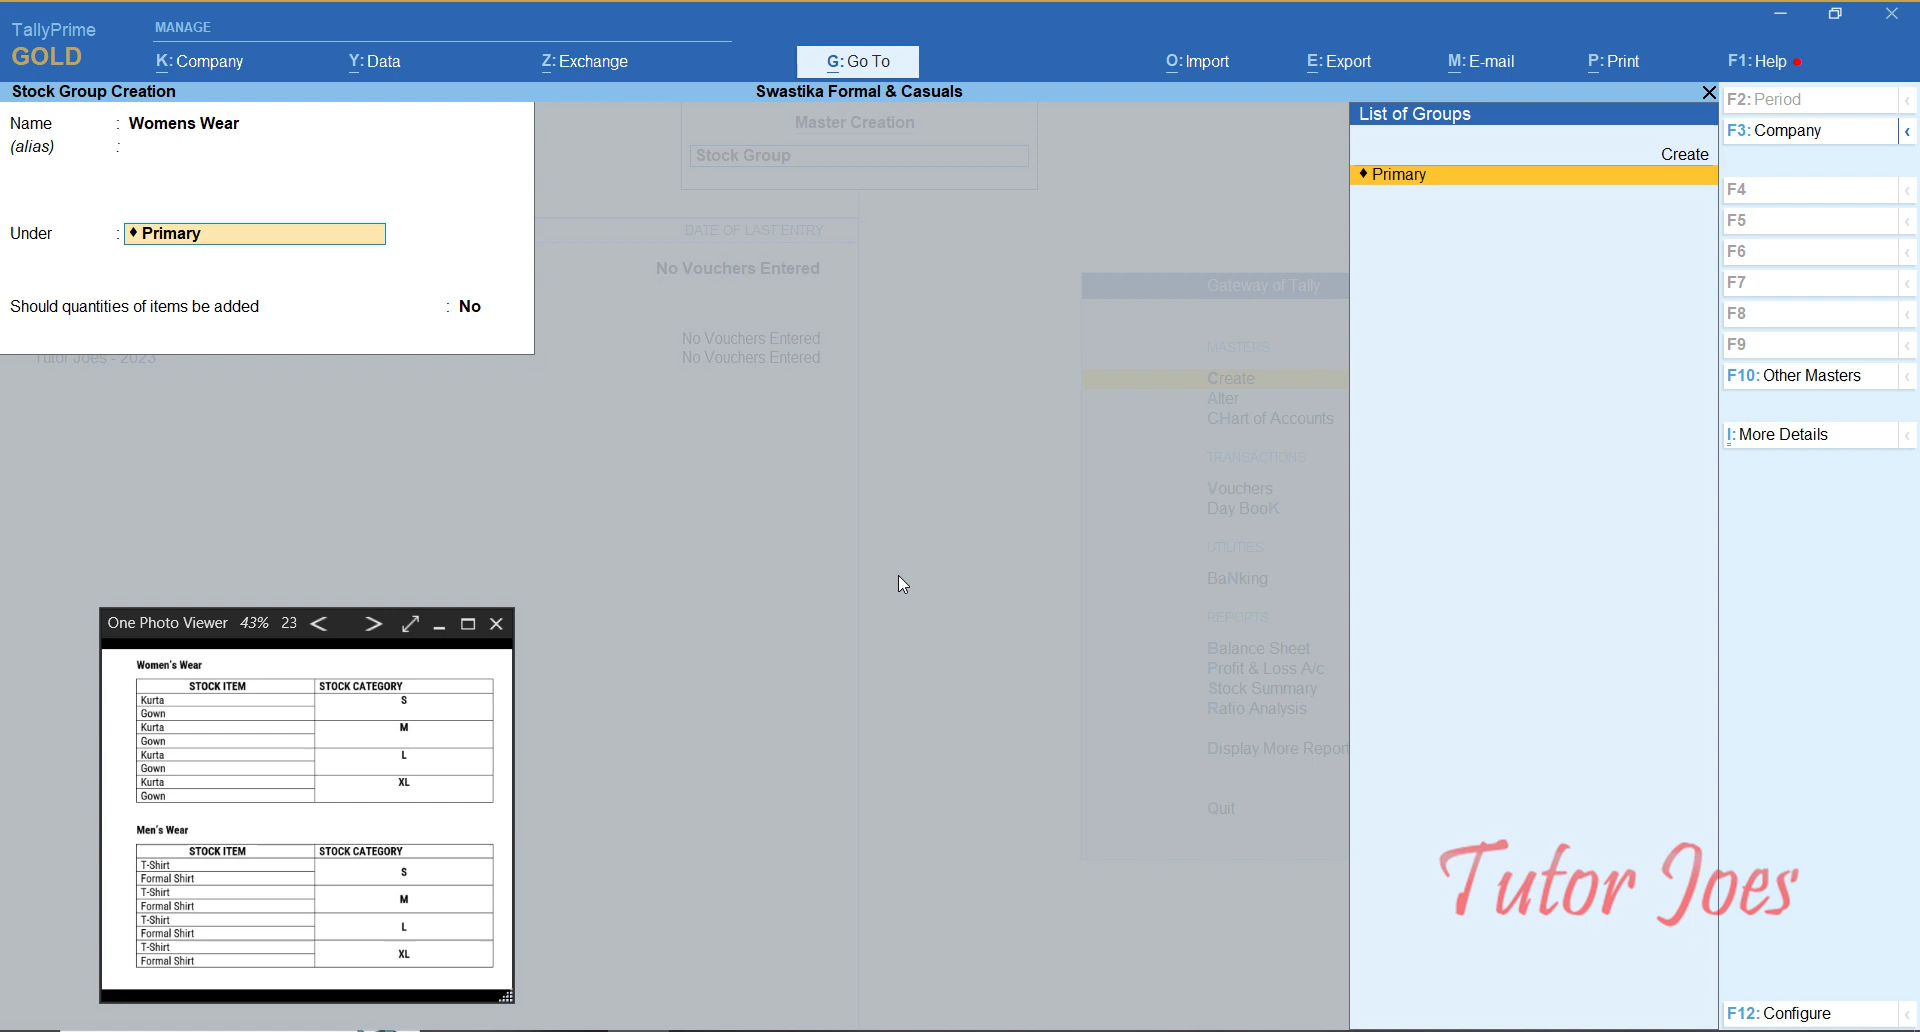 TallyPrime
GOLD
MANAGE
K: Company
Y: Data
Z: Exchange
G: Go To
O: Import
E: Export
M: E-mail
P: Print
F1: Help
Stock Group Creation
Swastika Formal & Casuals
Name : Womens Wear
(alias) :
Under : ♦ Primary
Should quantities of items be added : No
Master Creation
Stock Group
DATE OF LAST ENTRY
No Vouchers Entered
Tutor Joes - 2023
No Vouchers Entered
No Vouchers Entered
Gateway of Tally
MASTERS
Create
Alter
CHart of Accounts
TRANSACTIONS
Vouchers
Day BooK
UTILITIES
BaNking
REPORTS
Balance Sheet
Profit & Loss A/c
Stock Summary
Ratio Analysis
Display More Report
Quit
List of Groups
Create
♦ Primary
F2: Period
F3: Company
F4
F5
F6
F7
F8
F9
F10: Other Masters
I: More Details
F12: Configure
One Photo Viewer 43% 23
Women's Wear
STOCK ITEM STOCK CATEGORY
Kurta S
Gown
Kurta M
Gown
Kurta L
Gown
Kurta XL
Gown
Men's Wear
STOCK ITEM STOCK CATEGORY
T-Shirt S
Formal Shirt
T-Shirt M
Formal Shirt
T-Shirt L
Formal Shirt
T-Shirt XL
Formal Shirt
Tutor Joes